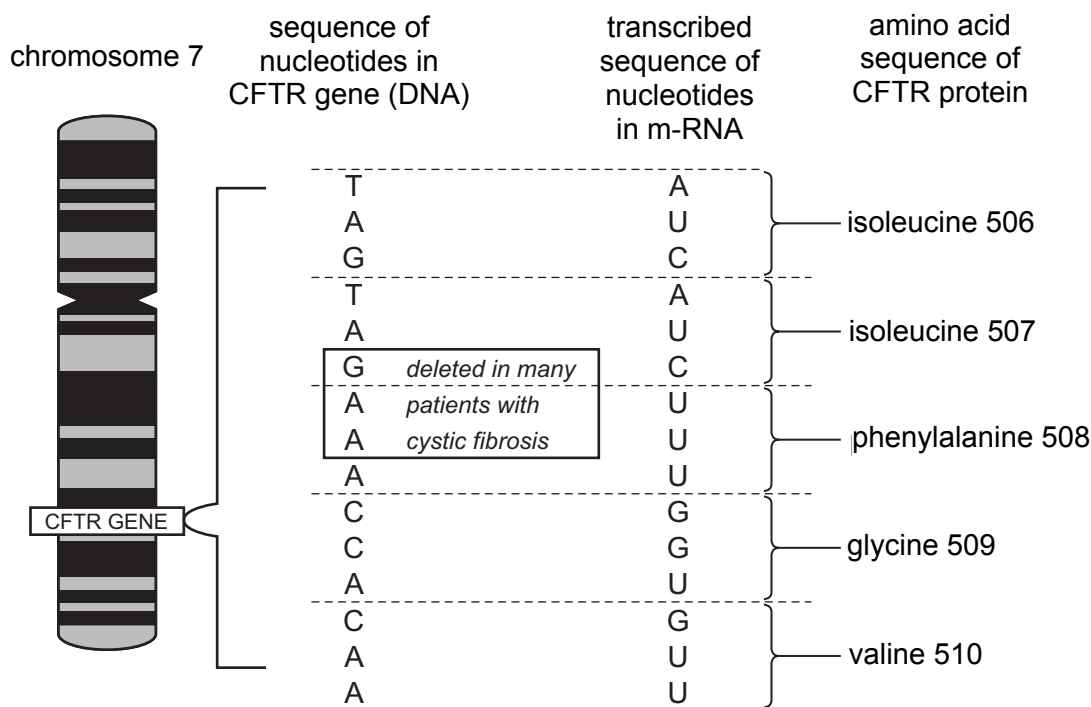 chromosome 7
sequence of
nucleotides in
CFTR gene (DNA)
transcribed
sequence of
nucleotides
in m-RNA
amino acid
sequence of
CFTR protein
T A
A U
G C
isoleucine 506
T A
A U
G deleted in many C
isoleucine 507
A patients with U
A cystic fibrosis U
A U
phenylalanine 508
C G
C G
A U
glycine 509
C G
A U
A U
valine 510
CFTR GENE